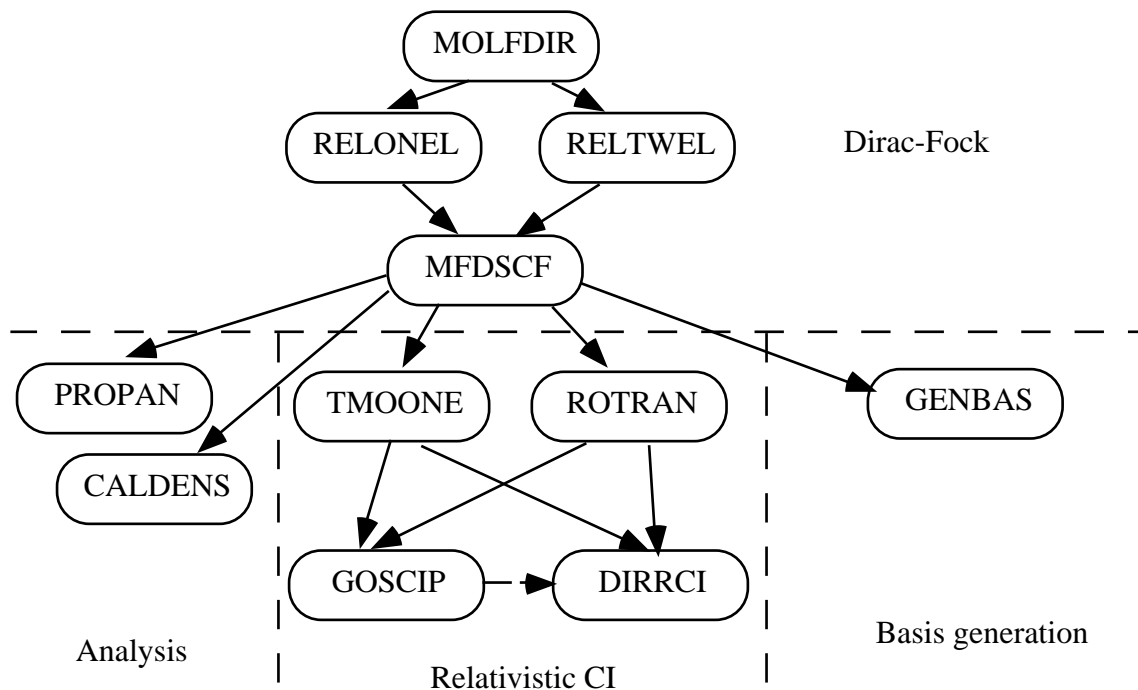 MOLFDIR
RELONEL
RELTWEL
Dirac-Fock
MFDSCF
PROPAN
TMOONE
ROTRAN
GENBAS
CALDENS
GOSCIP
DIRRCI
Analysis
Relativistic CI
Basis generation